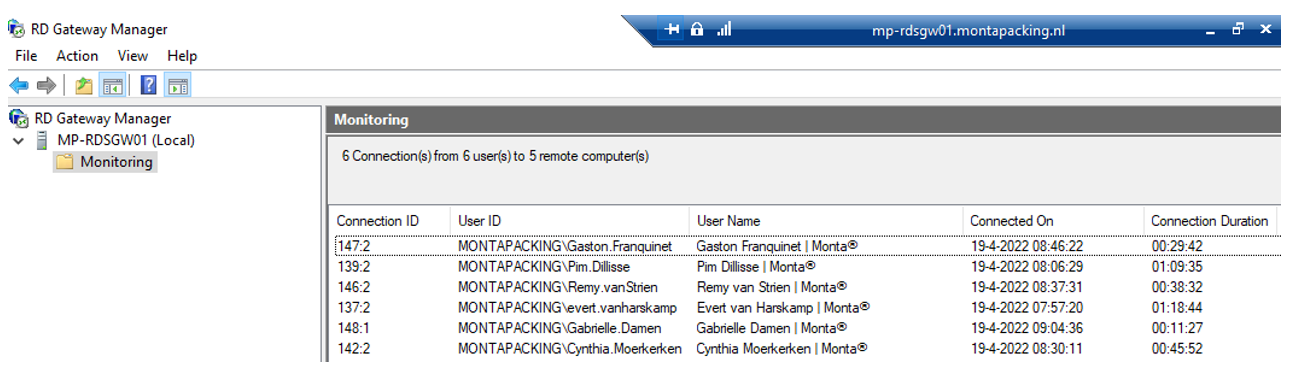 RD Gateway Manager
mp-rdsgw01.montapacking.nl
File Action View Help
RD Gateway Manager
MP-RDSGW01 (Local)
Monitoring
Monitoring
6 Connection(s) from 6 user(s) to 5 remote computer(s)
Connection ID User ID User Name Connected On Connection Duration
147:2 MONTAPACKING\Gaston.Franquinet Gaston Franquinet | Monta® 19-4-2022 08:46:22 00:29:42
139:2 MONTAPACKING\Pim.Dillisse Pim Dillisse | Monta® 19-4-2022 08:06:29 01:09:35
146:2 MONTAPACKING\Remy.vanStrien Remy van Strien | Monta® 19-4-2022 08:37:31 00:38:32
137:2 MONTAPACKING\evert.vanharskamp Evert van Harskamp | Monta® 19-4-2022 07:57:20 01:18:44
148:1 MONTAPACKING\Gabrielle.Damen Gabrielle Damen | Monta® 19-4-2022 09:04:36 00:11:27
142:2 MONTAPACKING\Cynthia.Moerkerken Cynthia Moerkerken | Monta® 19-4-2022 08:30:11 00:45:52